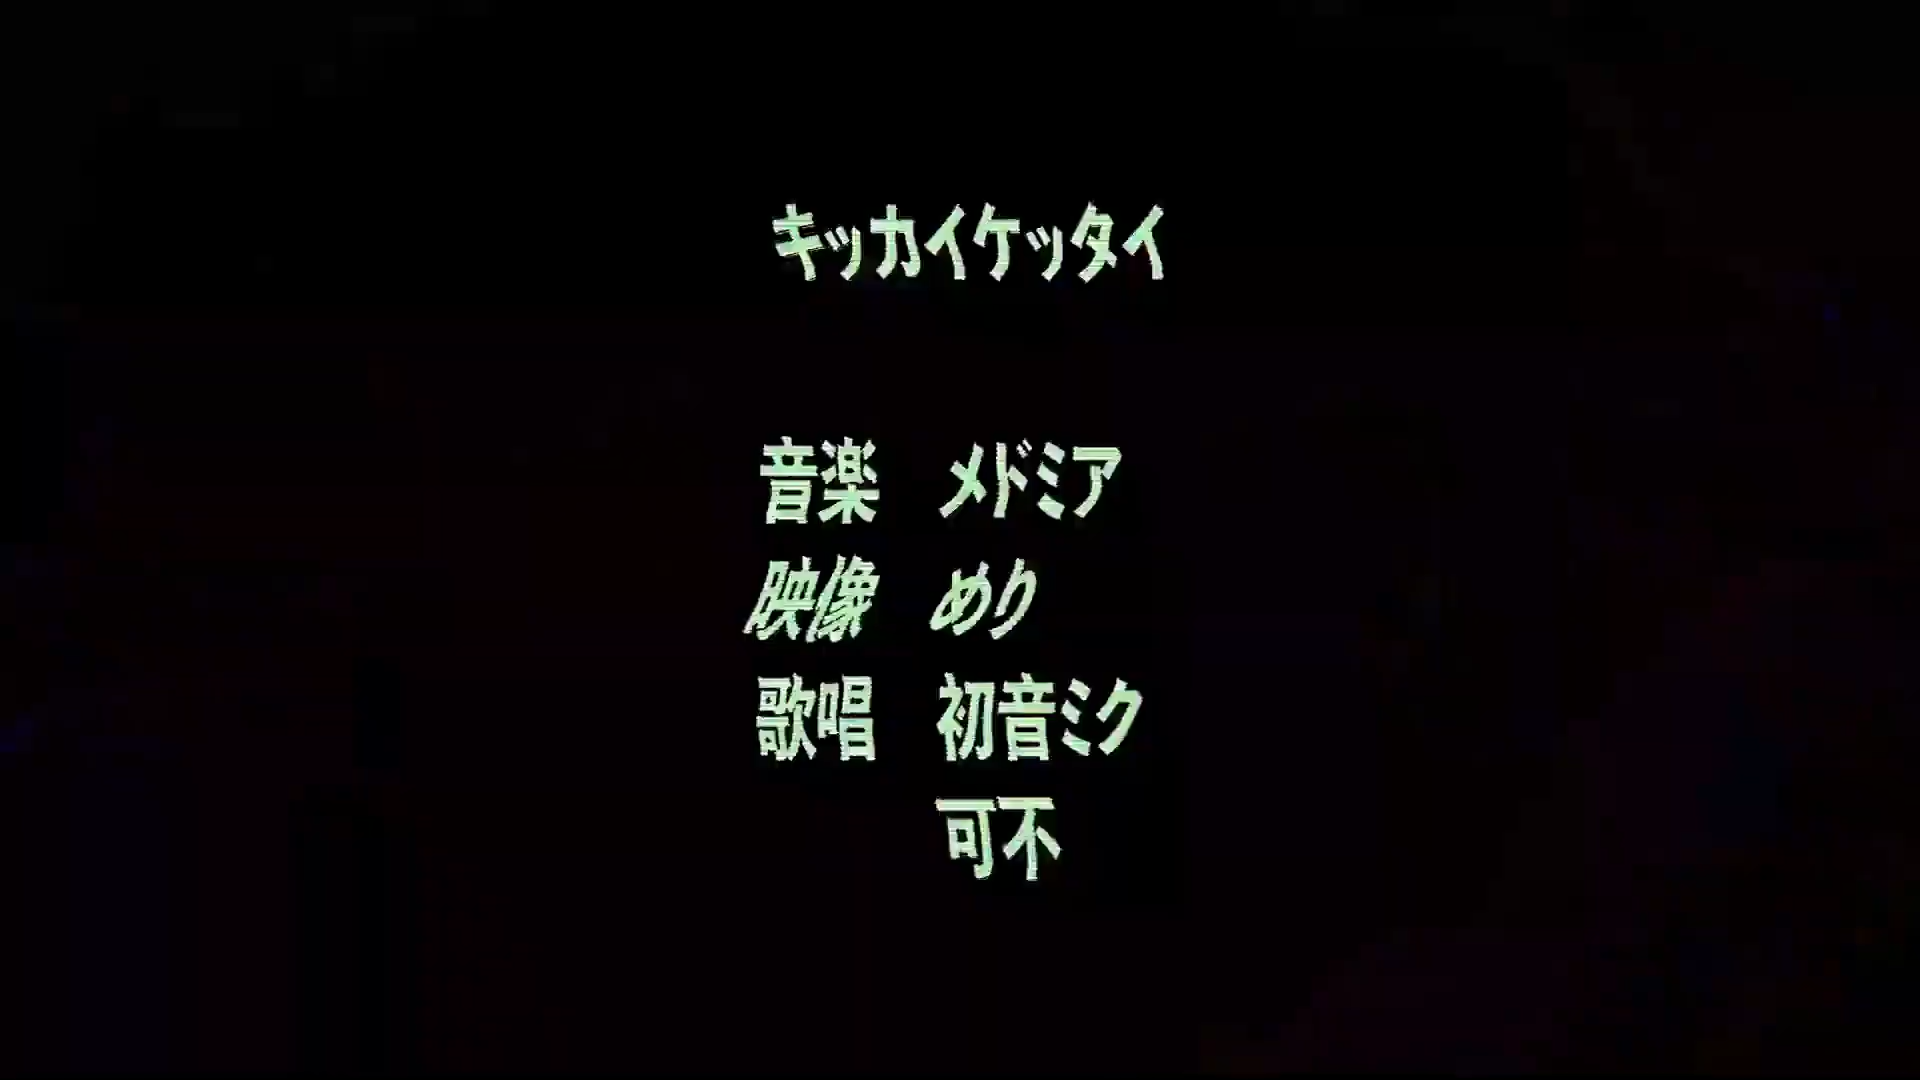 キッカイケッタイ
音楽　メドミア
映像　めり
歌唱　初音ミク
可不